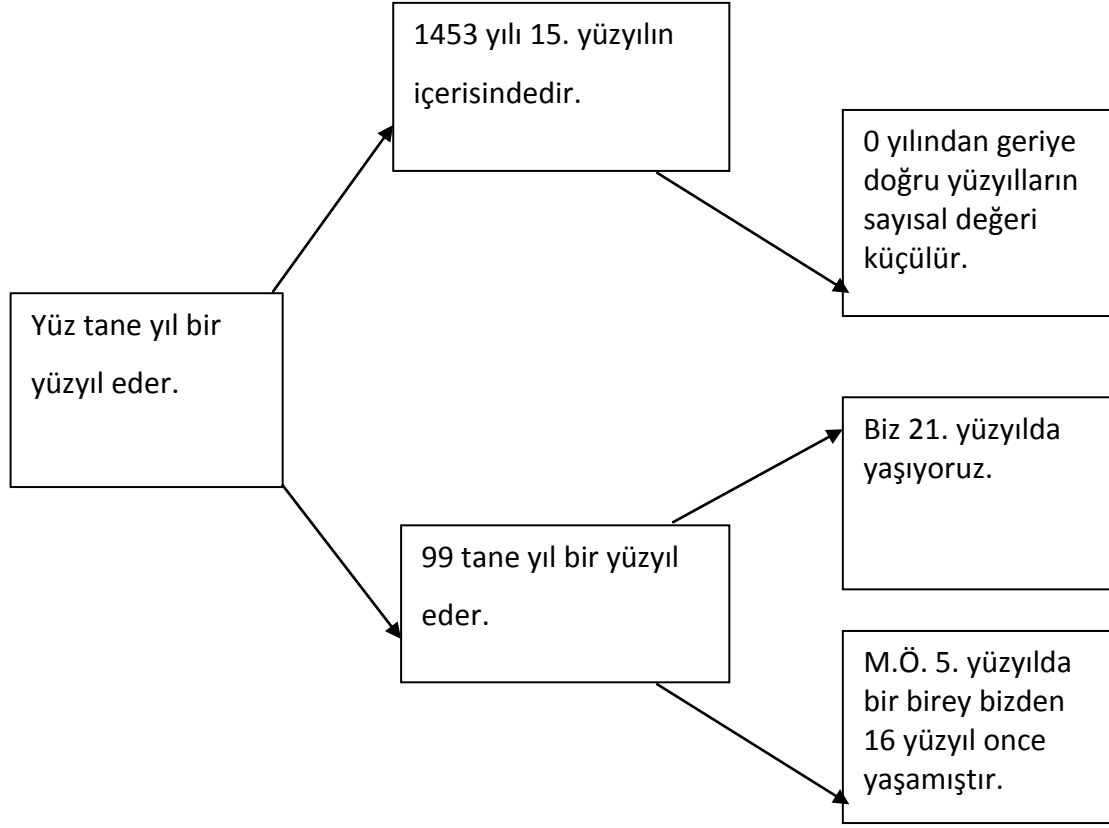 1453 yılı 15. yüzyılın
içerisindedir.
0 yılından geriye
doğru yüzyılların
sayısal değeri
küçülür.
Yüz tane yıl bir
yüzyıl eder.
Biz 21. yüzyılda
yaşıyoruz.
99 tane yıl bir yüzyıl
eder.
M.Ö. 5. yüzyılda
bir birey bizden
16 yüzyıl once
yaşamıştır.